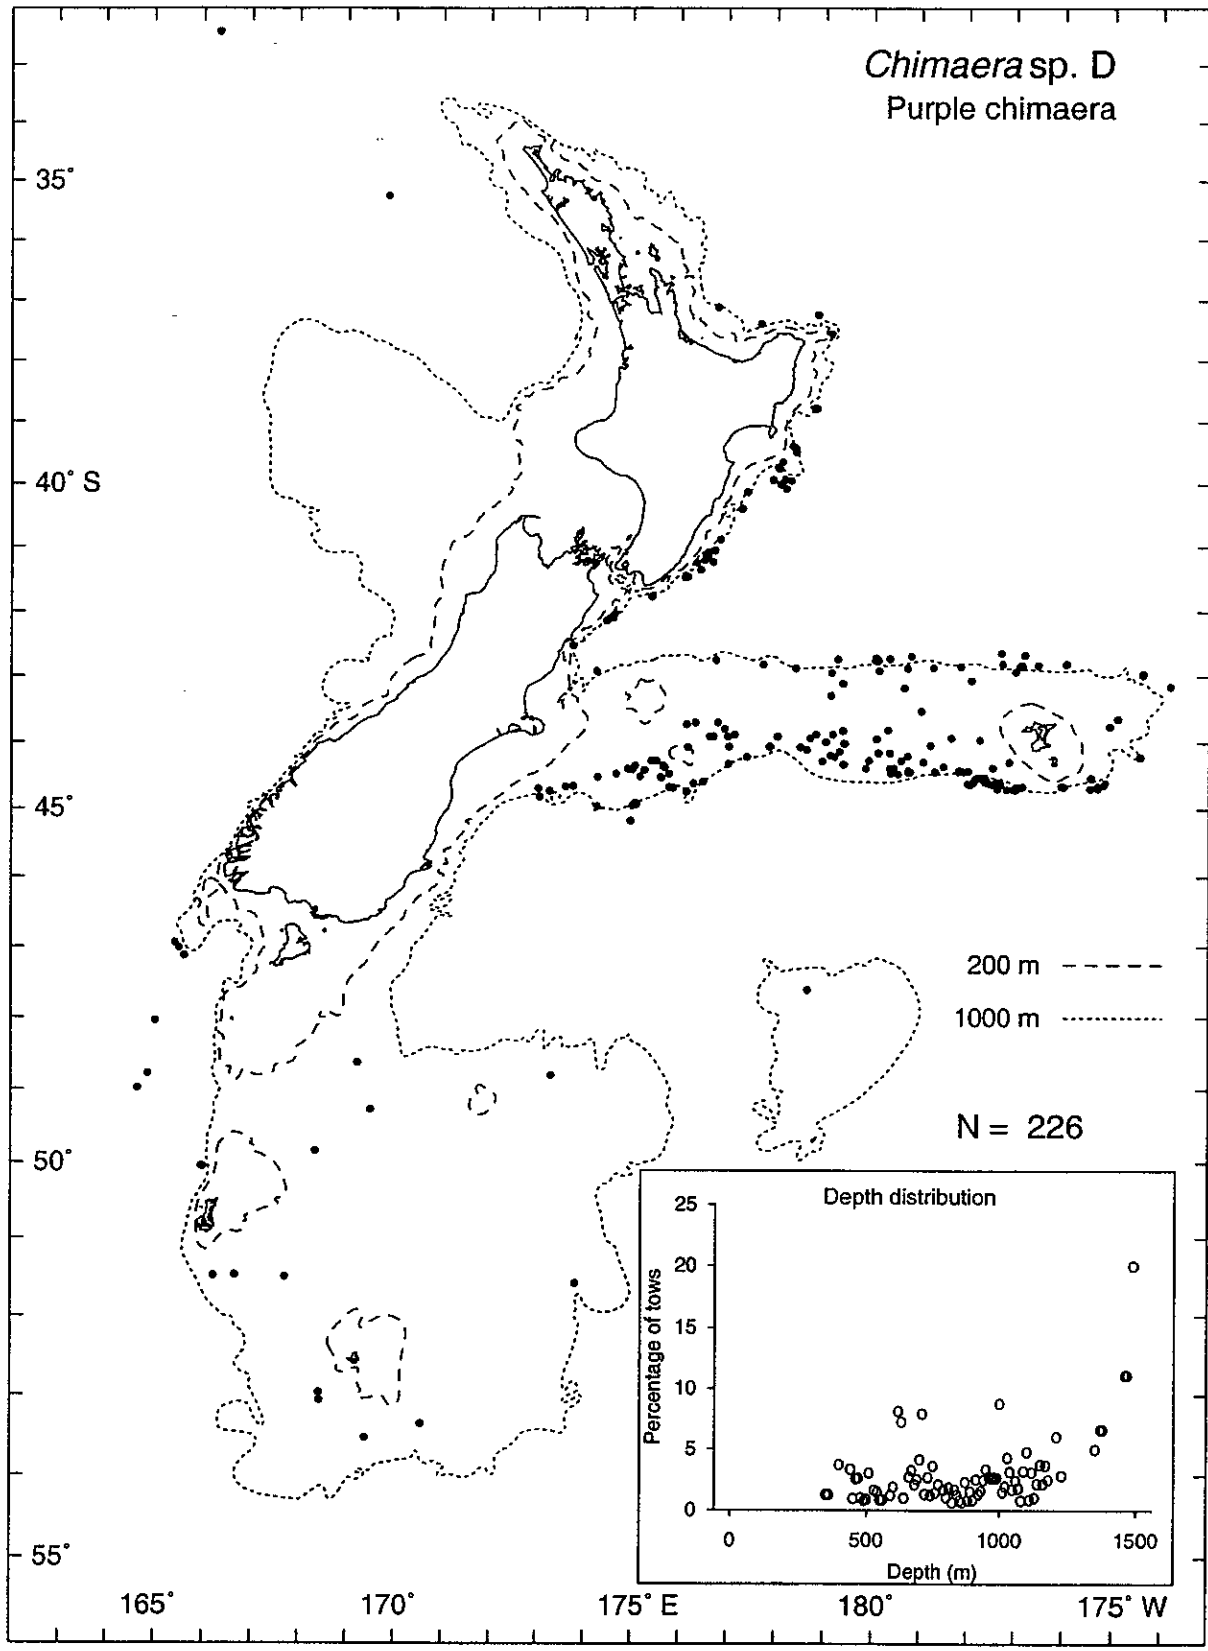 Chimaera sp. D
Purple chimaera
35°
40° S
45°
50°
55°
200 m
1000 m
N = 226
Depth distribution
Percentage of tows
25
20
15
10
5
0
0 500 1000 1500
Depth (m)
165° 170° 175° E 180° 175° W